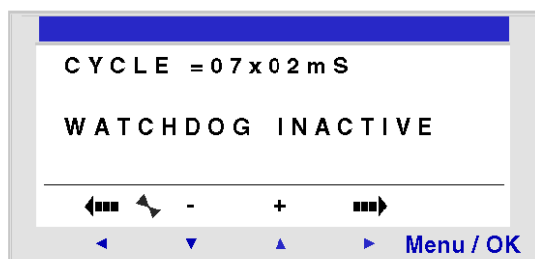 CYCLE =07x02mS
WATCHDOG INACTIVE
- +
Menu / OK